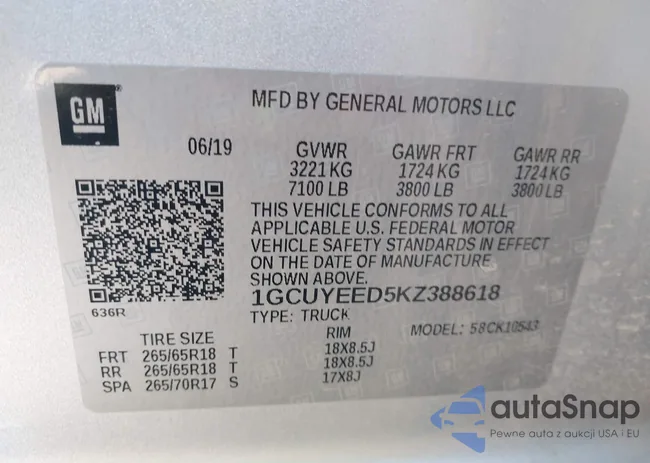 GM
MFD BY GENERAL MOTORS LLC
06/19
GVWR GAWR FRT GAWR RR
3221 KG 1724 KG 1724 KG
7100 LB 3800 LB 3800 LB
THIS VEHICLE CONFORMS TO ALL
APPLICABLE U.S. FEDERAL MOTOR
VEHICLE SAFETY STANDARDS IN EFFECT
ON THE DATE OF MANUFACTURE
SHOWN ABOVE.
1GCUYEED5KZ388618
636R
TYPE: TRUCK MODEL: 58CK10543
TIRE SIZE RIM
FRT 265/65R18 T 18X8.5J
RR 265/65R18 T 18X8.5J
SPA 265/70R17 S 17X8J
autaSnap
Pewne auta z aukcji USA i EU